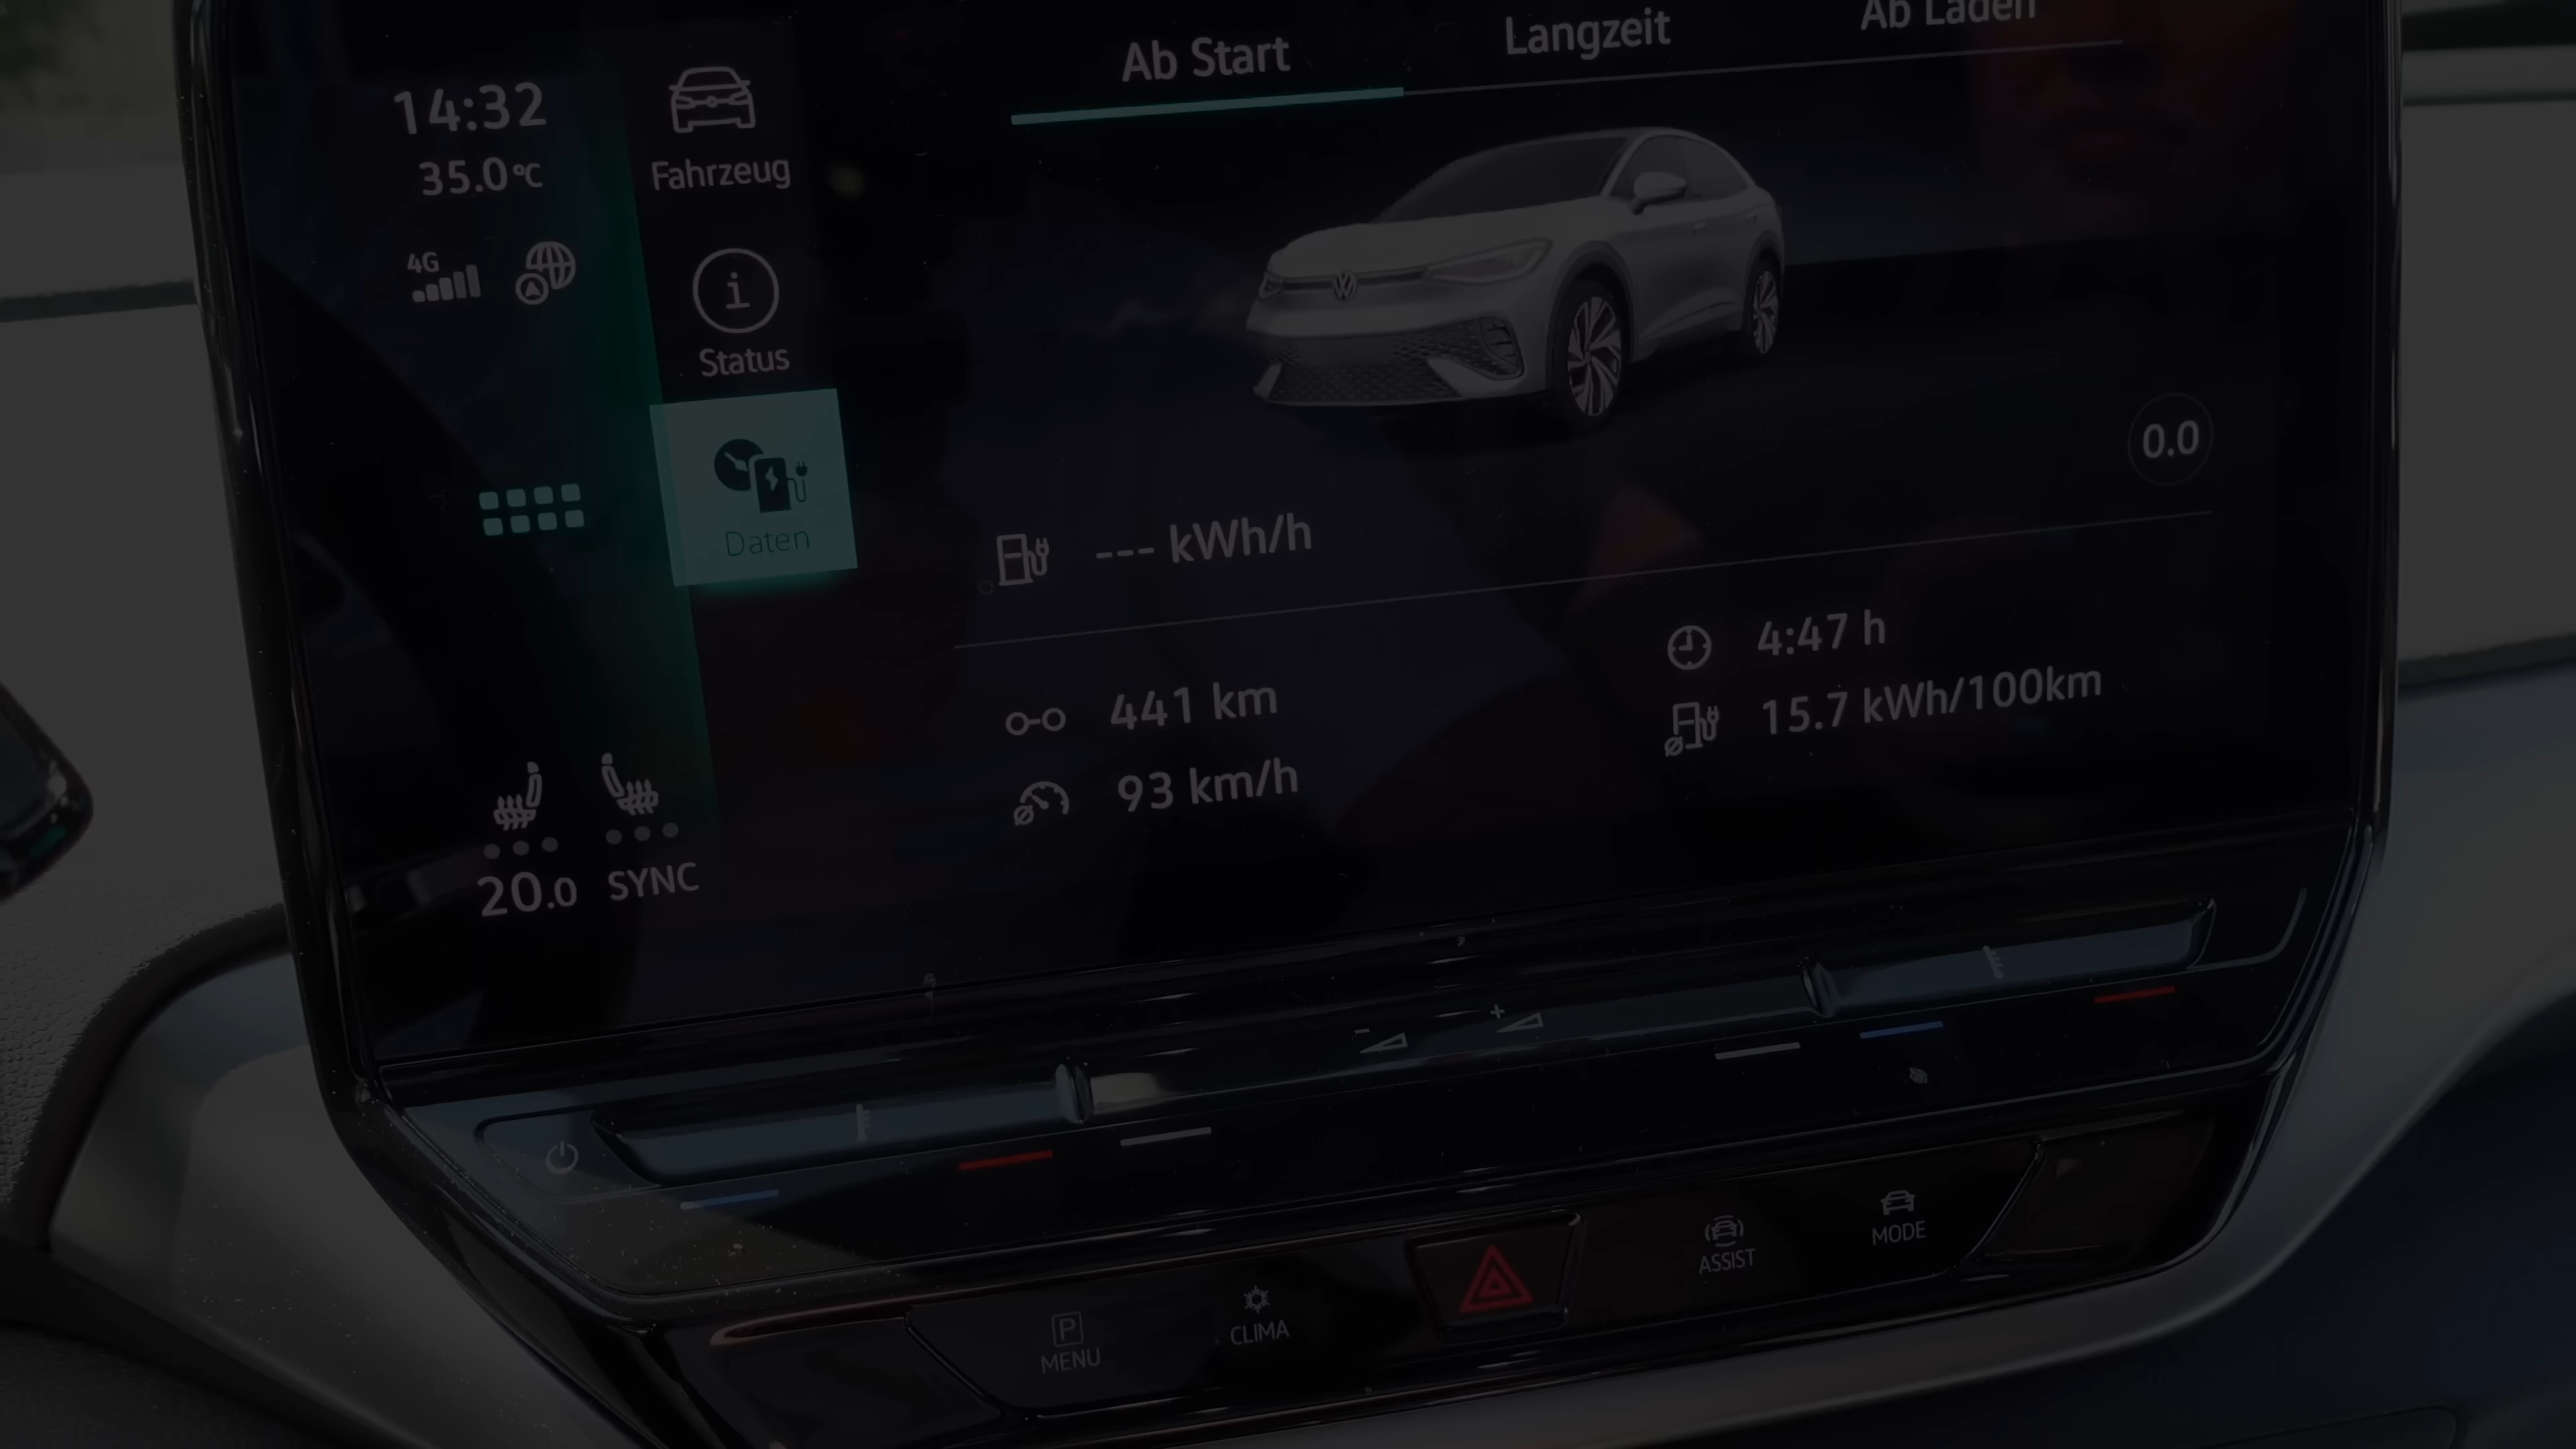 Ab Start
Langzeit
Ab Laden
14:32
35.0°C
4G
Fahrzeug
Status
Daten
0.0
--- kWh/h
441 km
93 km/h
4:47 h
15.7 kWh/100km
20.0
SYNC
P
MENU
CLIMA
ASSIST
MODE